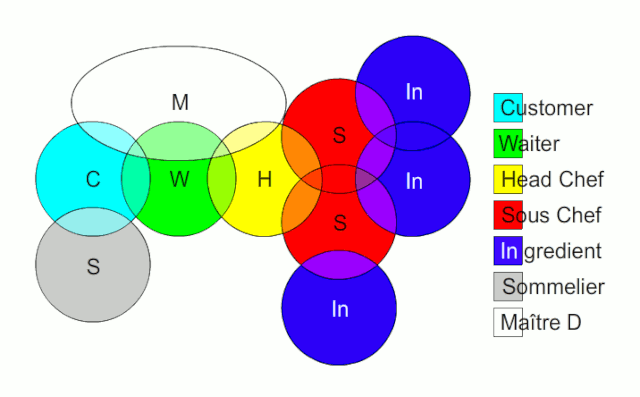 M
In
S
C
W
H
In
S
S
In
Customer
Waiter
Head Chef
Sous Chef
Ingredient
Sommelier
Maître D